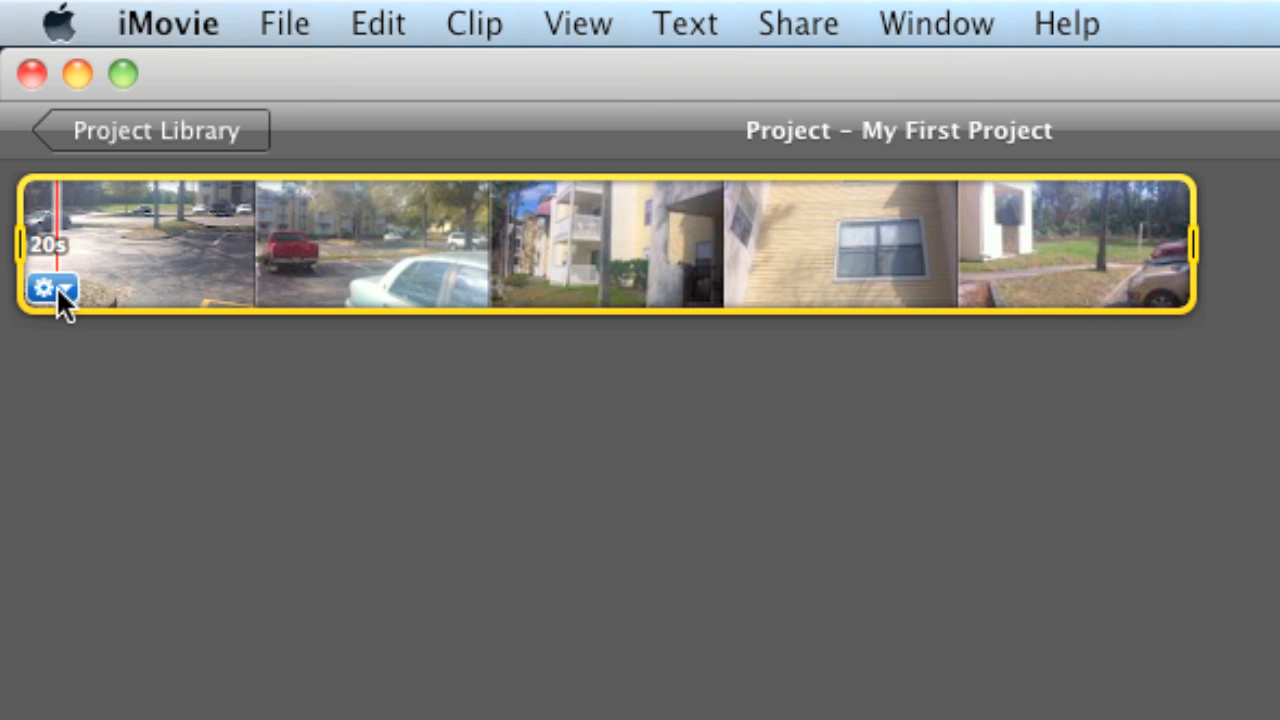 iMovie File Edit Clip View Text Share Window Help
Project Library Project – My First Project
20s